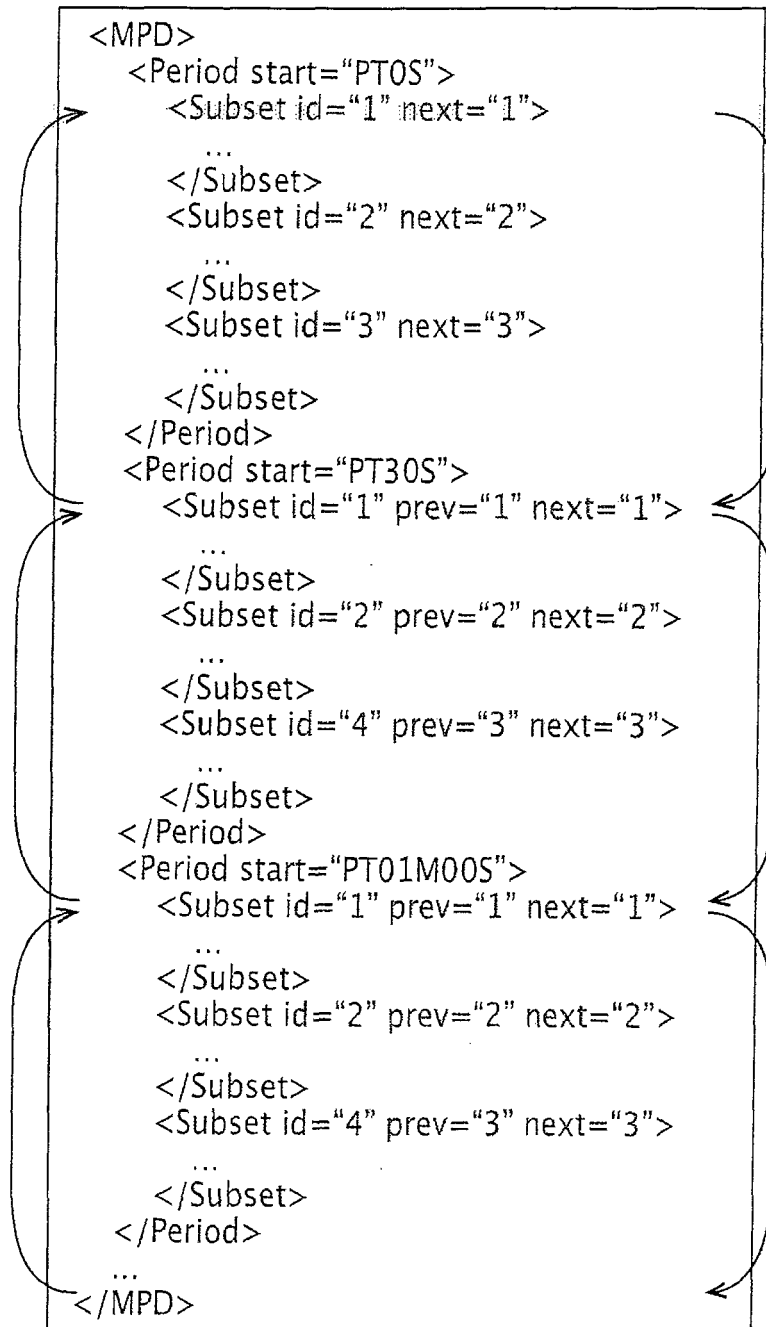 <MPD>
<Period start=“PT0S”>
<Subset id=“1” next=“1”>
...
</Subset>
<Subset id=“2” next=“2”>
...
</Subset>
<Subset id=“3” next=“3”>
...
</Subset>
</Period>
<Period start=“PT30S”>
<Subset id=“1” prev=“1” next=“1”>
...
</Subset>
<Subset id=“2” prev=“2” next=“2”>
...
</Subset>
<Subset id=“4” prev=“3” next=“3”>
...
</Subset>
</Period>
<Period start=“PT01M00S”>
<Subset id=“1” prev=“1” next=“1”>
...
</Subset>
<Subset id=“2” prev=“2” next=“2”>
...
</Subset>
<Subset id=“4” prev=“3” next=“3”>
...
</Subset>
</Period>
...
</MPD>